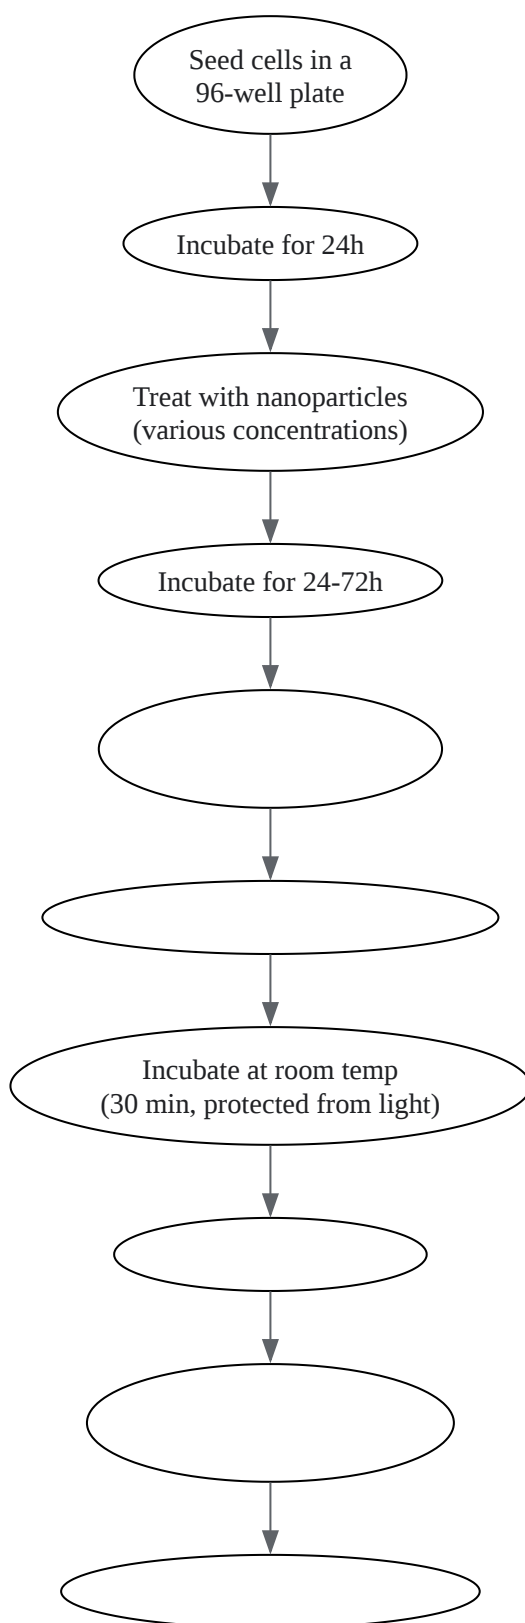 Seed cells in a
96-well plate
Incubate for 24h
Treat with nanoparticles
(various concentrations)
Incubate for 24-72h
Incubate at room temp
(30 min, protected from light)